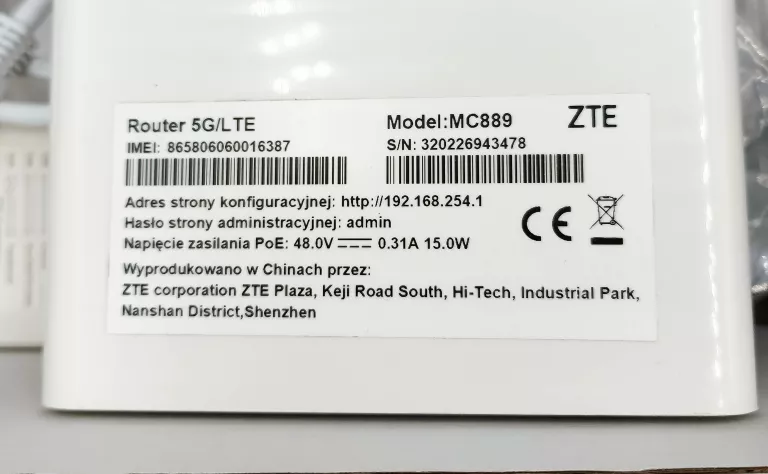 Router 5G/LTE
IMEI: 865806060016387
Model:MC889
S/N: 320226943478
ZTE
Adres strony konfiguracyjnej: http://192.168.254.1
Hasło strony administracyjnej: admin
Napięcie zasilania PoE: 48.0V 0.31A 15.0W
CE
Wyprodukowano w Chinach przez:
ZTE corporation ZTE Plaza, Keji Road South, Hi-Tech, Industrial Park,
Nanshan District,Shenzhen